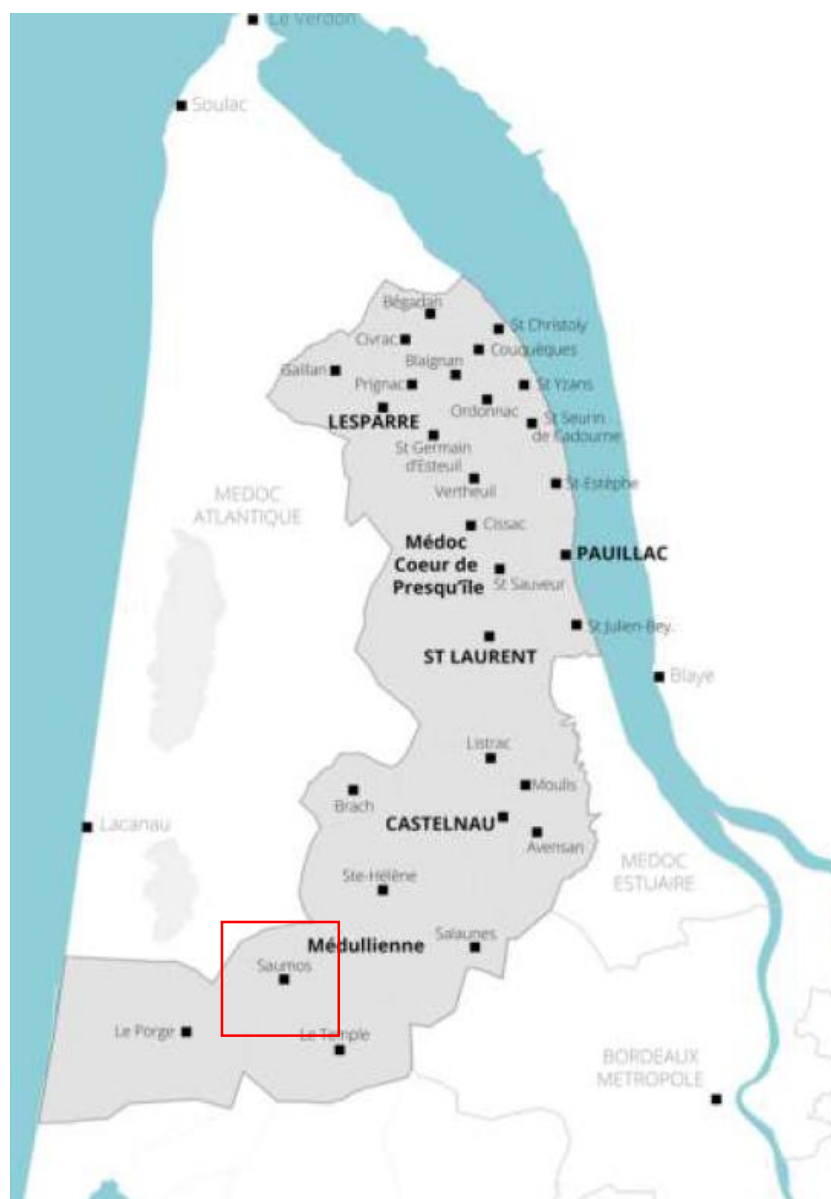 Le Verdon
Soulac
Bégadan
St Christoly
Civrac
Couquèques
Blaignan
Gaillan
Prignac
St Yzans
Ordonnac
LESPARRE
St Seurin
de Cadourne
St Germain
d'Esteuil
Vertheuil
St-Estèphe
MEDOC
ATLANTIQUE
Cissac
Médoc
Coeur de
Presqu'île
PAUILLAC
St Sauveur
St Julien-Bey.
ST LAURENT
Blaye
Listrac
Moulis
Brach
CASTELNAU
Lacanau
Avensan
MEDOC
ESTUAIRE
Ste-Hélène
Salaunes
Médullienne
Saumos
Le Porge
Le Temple
BORDEAUX
METROPOLE